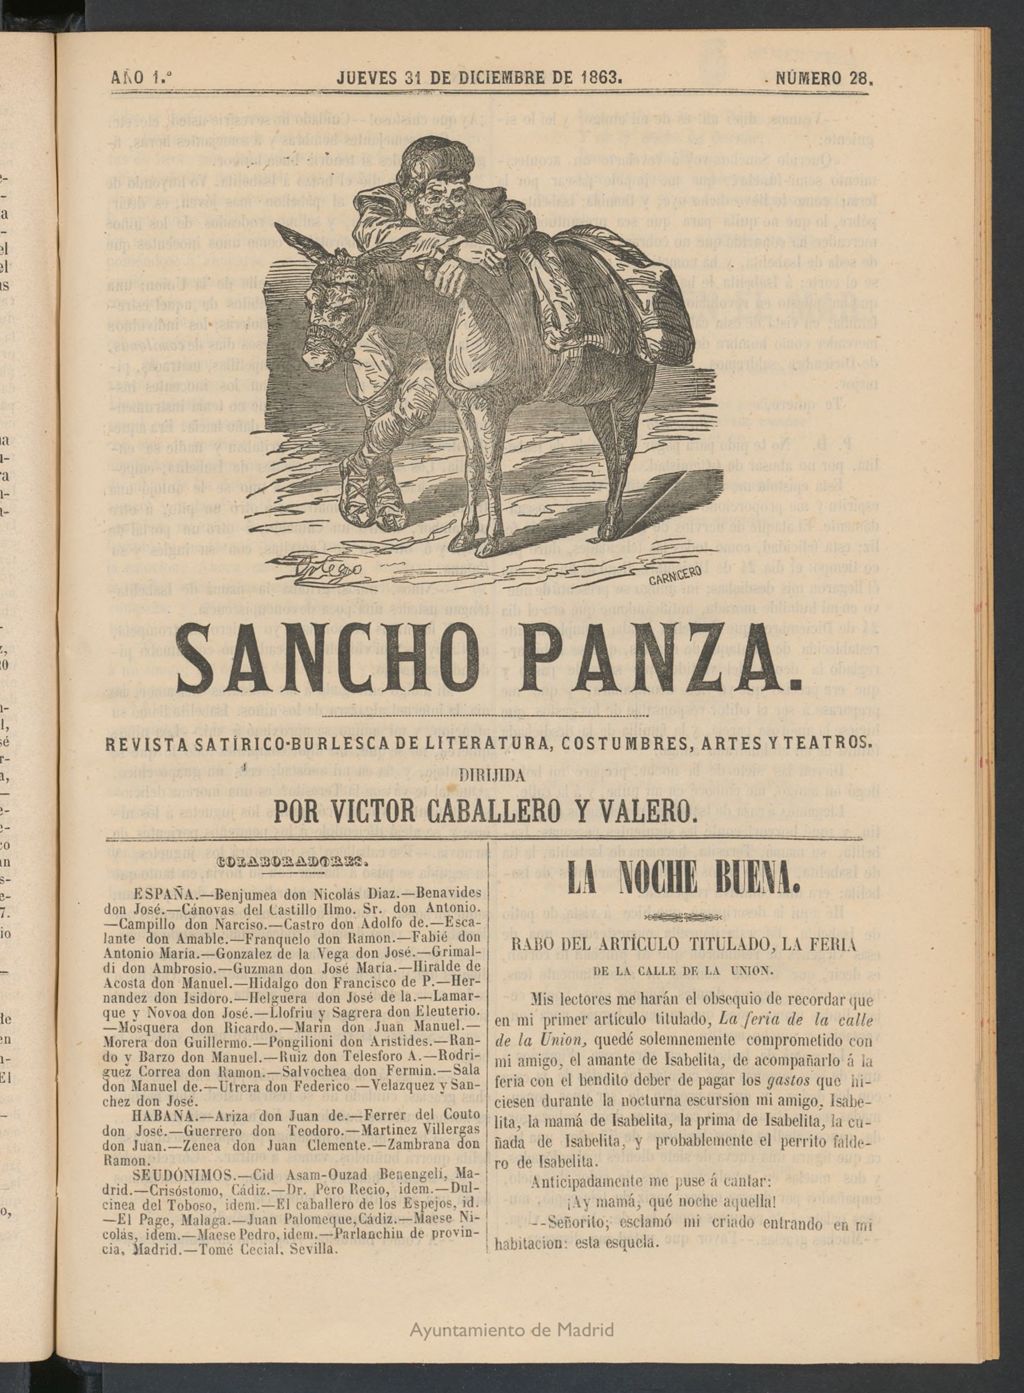 AÑO 1.º
JUEVES 31 DE DICIEMBRE DE 1863.
NÚMERO 28.
Ortego
CARNICERO
SANCHO PANZA.
REVISTA SATÍRICO-BURLESCA DE LITERATURA, COSTUMBRES, ARTES Y TEATROS.
DIRIJIDA
POR VICTOR CABALLERO Y VALERO.
COLABORADORES.
ESPAÑA.—Benjumea don Nicolás Diaz.—Benavides
don José.—Cánovas del Castillo Ilmo. Sr. don Antonio.
—Campillo don Narciso.—Castro don Adolfo de.—Esca-
lante don Amable.—Franquelo don Ramon.—Fabié don
Antonio Maria.—Gonzalez de la Vega don José.—Grimal-
di don Ambrosio.—Guzman don José Maria.—Hiralde de
Acosta don Manuel.—Hidalgo don Francisco de P.—Her-
nandez don Isidoro.—Helguera don José de la.—Lamar-
que y Novoa don José.—Llofriu y Sagrera don Eleuterio.
—Mosquera don Ricardo.—Marin don Juan Manuel.—
Morera don Guillermo.—Pongilioni don Aristides.—Ran-
do y Barzo don Manuel.—Ruiz don Telesforo A.—Rodri-
guez Correa don Ramon.—Salvochea don Fermin.—Sala
don Manuel de.—Utrera don Federico —Velazquez y San-
chez don José.
HABANA.—Ariza don Juan de.—Ferrer del Couto
don José.—Guerrero don Teodoro.—Martinez Villergas
don Juan.—Zenea don Juan Clemente.—Zambrana don
Ramon.
SEUDÓNIMOS.—Cid Asam-Ouzad Benengeli, Ma-
drid.—Crisóstomo, Cádiz.—Dr. Pero Recio, idem.—Dul-
cinea del Toboso, idem.—El caballero de los Espejos, id.
—El Page, Malaga.—Juan Palomeque, Cádiz.—Maese Ni-
colás, idem.—Maese Pedro, idem.—Parlanchin de provin-
cia, Madrid.—Tomé Cecial, Sevilla.
LA NOCHE BUENA.
RABO DEL ARTÍCULO TITULADO, LA FERIA
DE LA CALLE DE LA UNION.
Mis lectores me harán el obsequio de recordar que
en mi primer artículo titulado, La feria de la calle
de la Union, quedé solemnemente comprometido con
mi amigo, el amante de Isabelita, de acompañarlo á la
feria con el bendito deber de pagar los gastos que hi-
ciesen durante la nocturna escursion mi amigo, Isabe-
lita, la mamá de Isabelita, la prima de Isabelita, la cu-
ñada de Isabelita, y probablemente el perrito falde-
ro de Isabelita.
Anticipadamente me puse á cantar:
¡Ay mamá, qué noche aquella!
--Señorito; esclamó mi criado entrando en mi
habitacion: esta esquela.
Ayuntamiento de Madrid